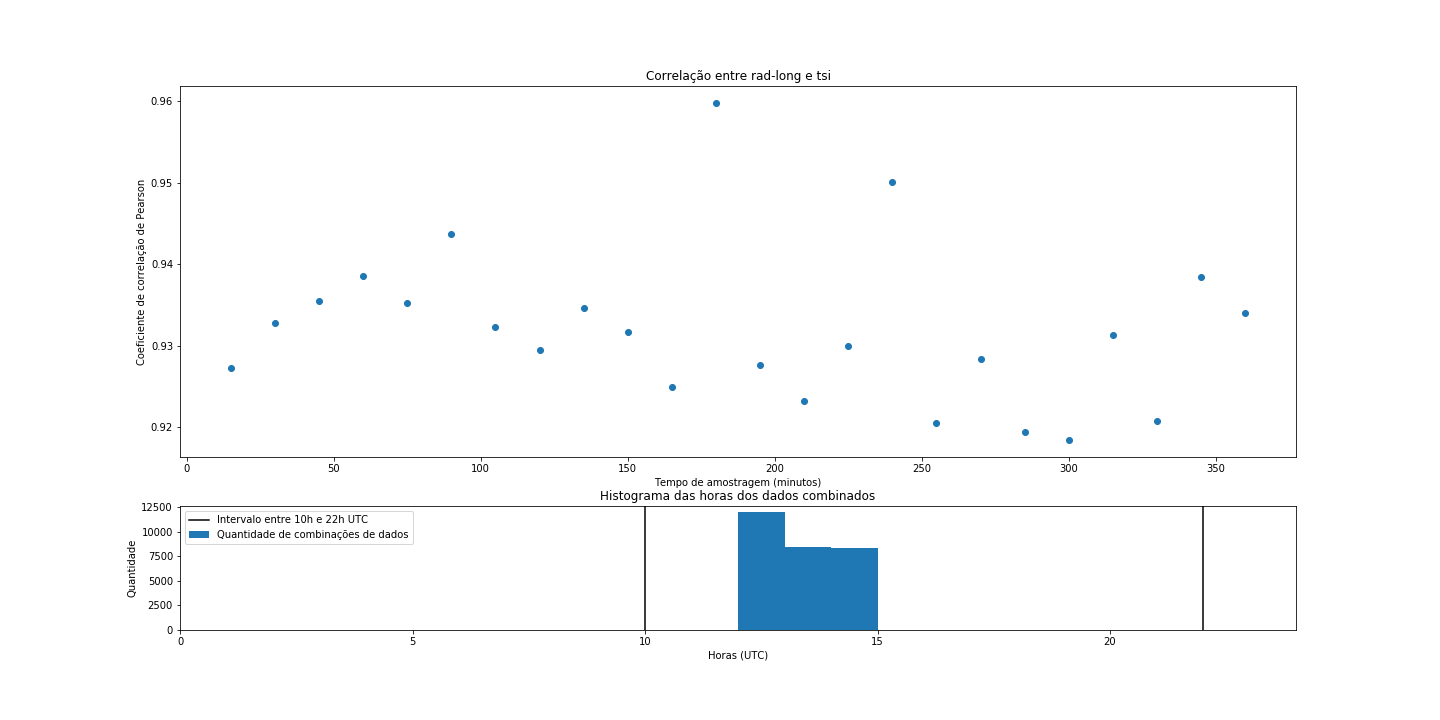 Correlação entre rad-long e tsi
0.96
0.95
0.94
0.93
0.92
Coeficiente de correlação de Pearson
0 50 100 150 200 250 300 350
Tempo de amostragem (minutos)
Histograma das horas dos dados combinados
12500
10000
7500
5000
2500
0
Quantidade
Intervalo entre 10h e 22h UTC
Quantidade de combinações de dados
0 5 10 15 20
Horas (UTC)